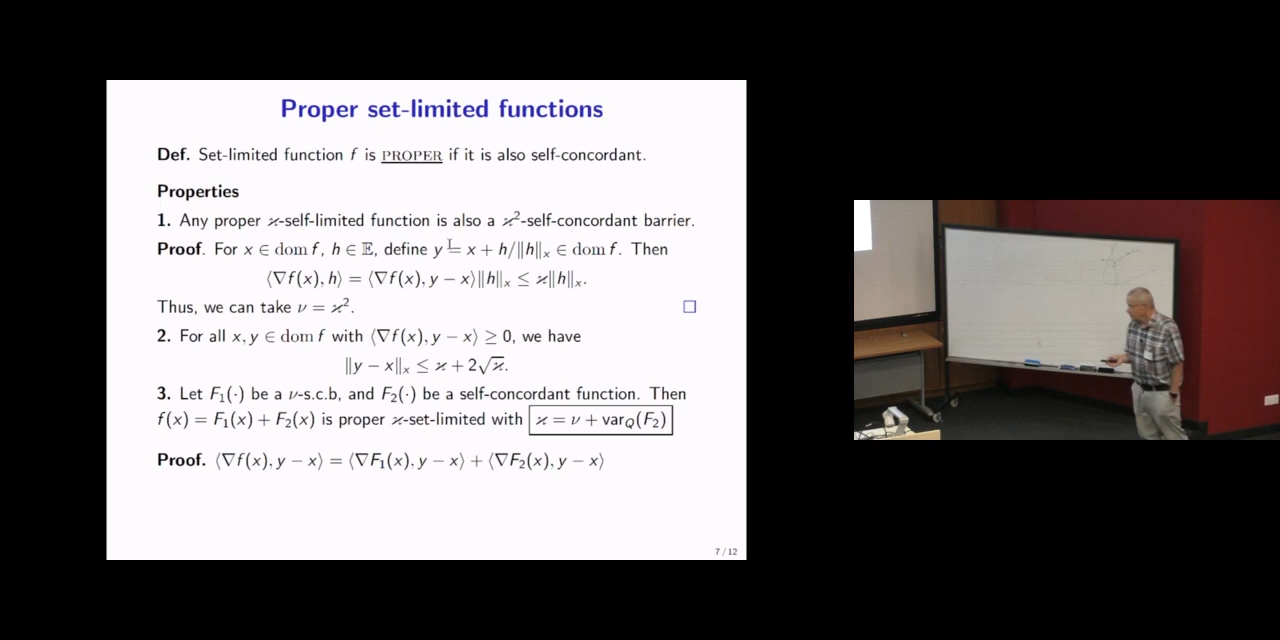 Proper set-limited functions
Def. Set-limited function f is PROPER if it is also self-concordant.
Properties
1. Any proper ϰ-self-limited function is also a ϰ²-self-concordant barrier.
Proof. For x ∈ dom f, h ∈ 𝔼, define y = x + h/‖h‖ₓ ∈ dom f. Then
⟨∇f(x), h⟩ = ⟨∇f(x), y − x⟩‖h‖ₓ ≤ ϰ‖h‖ₓ.
Thus, we can take ν = ϰ². □
2. For all x, y ∈ dom f with ⟨∇f(x), y − x⟩ ≥ 0, we have
‖y − x‖ₓ ≤ ϰ + 2√ϰ.
3. Let F₁(·) be a ν-s.c.b, and F₂(·) be a self-concordant function. Then
f(x) = F₁(x) + F₂(x) is proper ϰ-set-limited with ϰ = ν + var_Q(F₂)
Proof. ⟨∇f(x), y − x⟩ = ⟨∇F₁(x), y − x⟩ + ⟨∇F₂(x), y − x⟩
7 / 12